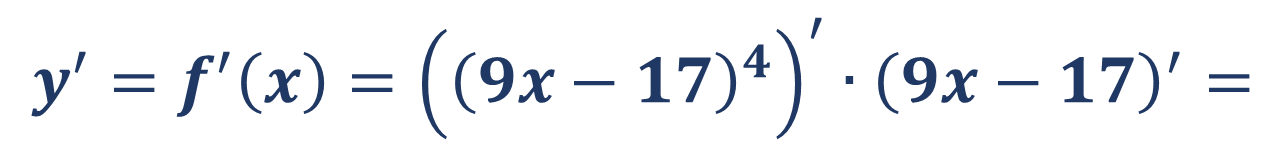 y′ = f′(x) = ((9x − 17)⁴)′ · (9x − 17)′ =